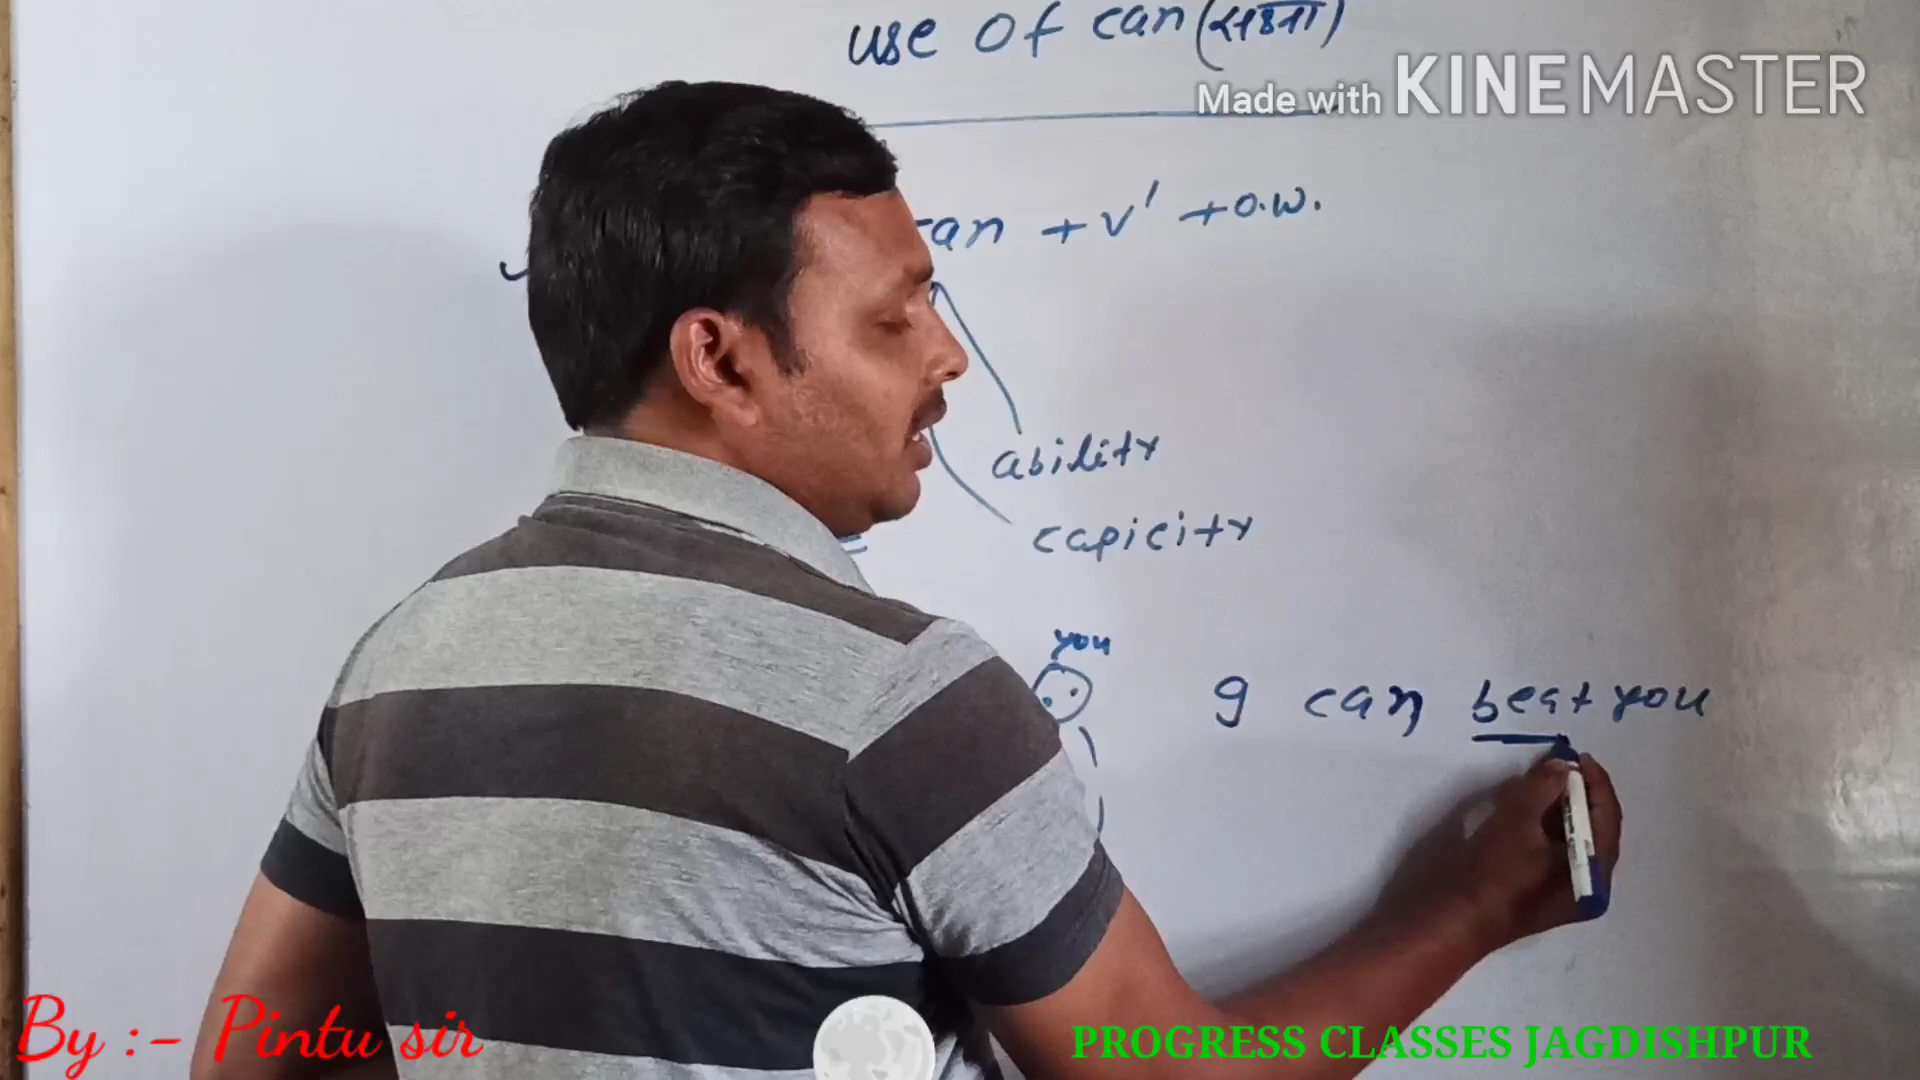 use of can (सकना)
Made with KINEMASTER
can + v' + o.w.
ability
capicity
you
I can beat you
By :- Pintu sir
PROGRESS CLASSES JAGDISHPUR